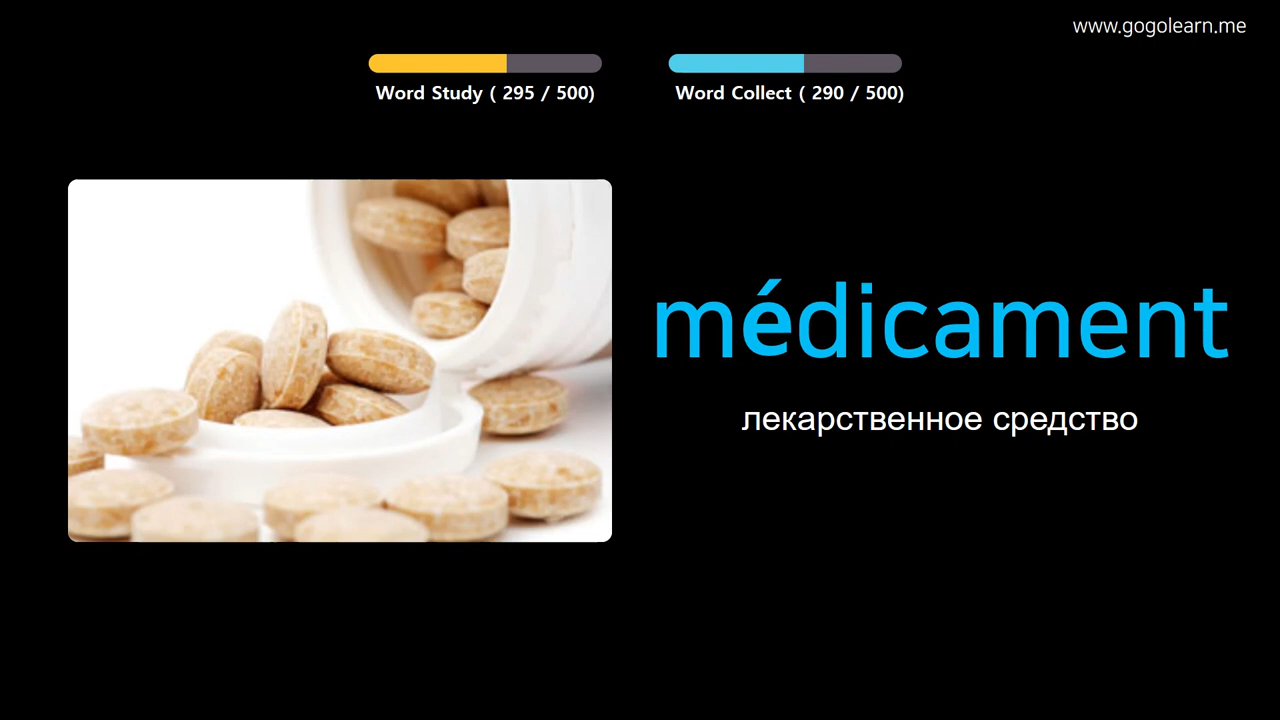 www.gogolearn.me
Word Study ( 295 / 500)
Word Collect ( 290 / 500)
médicament
лекарственное средство